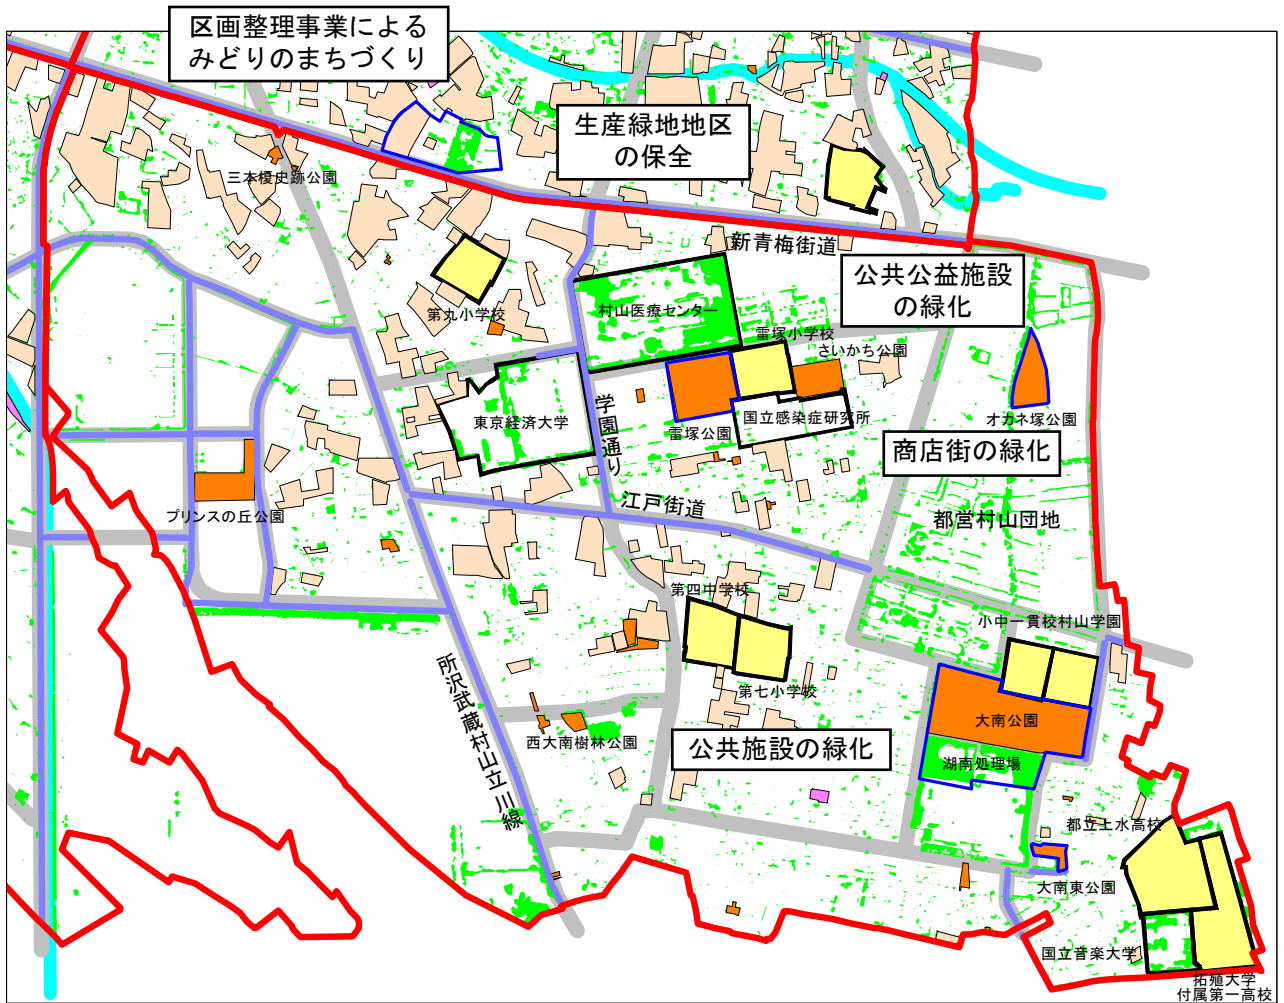 区画整理事業による
みどりのまちづくり
生産緑地地区
の保全
三本榎史跡公園
新青梅街道
公共公益施設
の緑化
第九小学校
村山医療センター
雷塚小学校
さいかち公園
東京経済大学
学園通り
雷塚公園
国立感染症研究所
オカネ塚公園
商店街の緑化
プリンスの丘公園
江戸街道
都営村山団地
第四中学校
小中一貫校村山学園
所沢武蔵村山立川線
第七小学校
西大南樹林公園
公共施設の緑化
大南公園
湖南処理場
都立上水高校
大南東公園
国立音楽大学
拓殖大学
付属第一高校